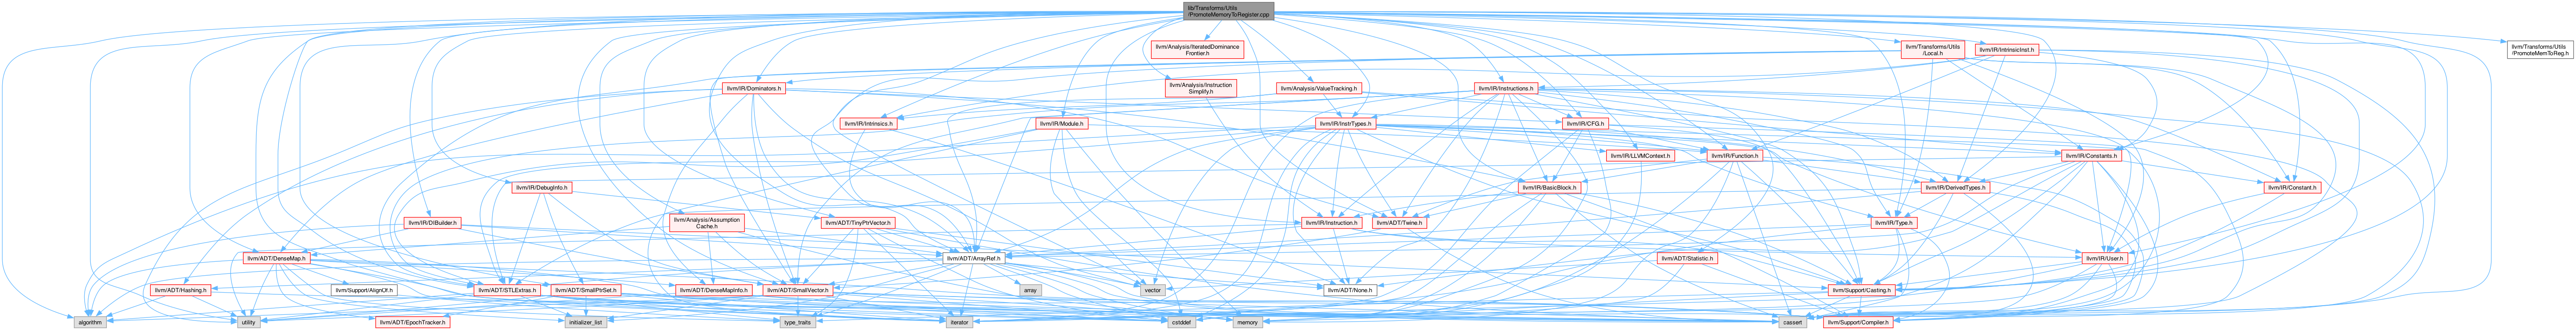 lib/Transforms/Utils
/PromoteMemoryToRegister.cpp
llvm/Analysis/IteratedDominance
Frontier.h
llvm/Transforms/Utils
/Local.h
llvm/IR/IntrinsicInst.h
llvm/Transforms/Utils
/PromoteMemToReg.h
llvm/IR/Dominators.h
llvm/Analysis/Instruction
Simplify.h
llvm/Analysis/ValueTracking.h
llvm/IR/Instructions.h
llvm/IR/Intrinsics.h
llvm/IR/Module.h
llvm/IR/InstrTypes.h
llvm/IR/CFG.h
llvm/IR/LLVMContext.h
llvm/IR/Function.h
llvm/IR/Constants.h
llvm/IR/DebugInfo.h
llvm/IR/BasicBlock.h
llvm/IR/DerivedTypes.h
llvm/IR/Constant.h
llvm/IR/DIBuilder.h
llvm/Analysis/Assumption
Cache.h
llvm/ADT/TinyPtrVector.h
llvm/IR/Instruction.h
llvm/ADT/Twine.h
llvm/IR/Type.h
llvm/ADT/DenseMap.h
llvm/ADT/ArrayRef.h
llvm/ADT/Statistic.h
llvm/IR/User.h
llvm/ADT/Hashing.h
llvm/Support/AlignOf.h
llvm/ADT/STLExtras.h
llvm/ADT/SmallPtrSet.h
llvm/ADT/DenseMapInfo.h
llvm/ADT/SmallVector.h
array
vector
llvm/ADT/None.h
llvm/Support/Casting.h
algorithm
utility
llvm/ADT/EpochTracker.h
initializer_list
type_traits
iterator
cstddef
memory
cassert
llvm/Support/Compiler.h